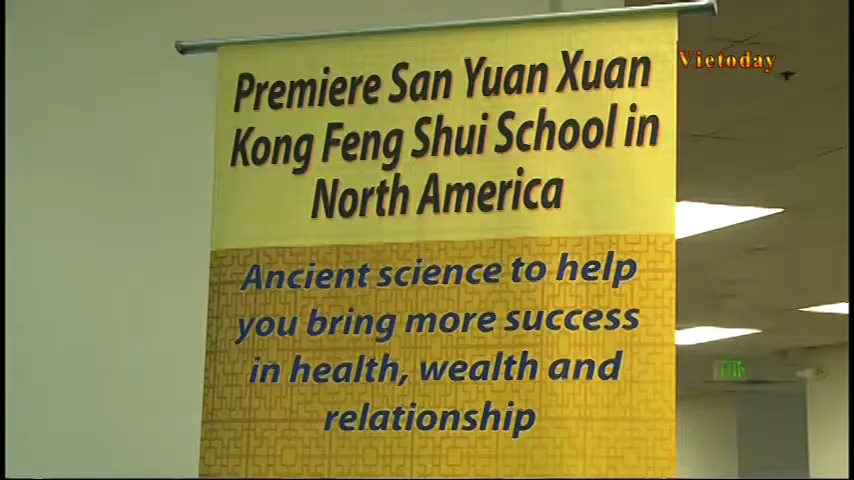 Premiere San Yuan Xuan
Kong Feng Shui School in
North America
Ancient science to help
you bring more success
in health, wealth and
relationship
Vietoday
EXIT